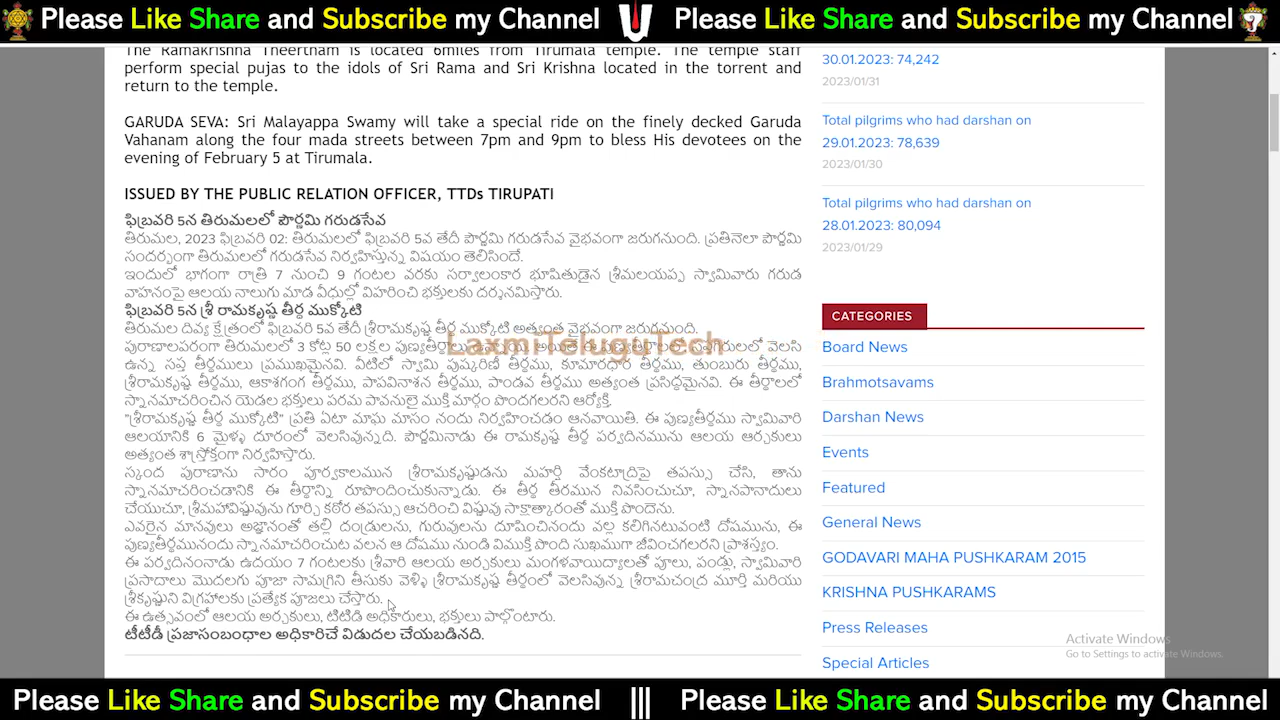 Please Like Share and Subscribe my Channel
Please Like Share and Subscribe my Channel
The Ramakrishna Theertham is located 6miles from Tirumala temple. The temple staff
perform special pujas to the idols of Sri Rama and Sri Krishna located in the torrent and
return to the temple.
GARUDA SEVA: Sri Malayappa Swamy will take a special ride on the finely decked Garuda
Vahanam along the four mada streets between 7pm and 9pm to bless His devotees on the
evening of February 5 at Tirumala.
ISSUED BY THE PUBLIC RELATION OFFICER, TTDs TIRUPATI
ఫిబ్రవరి 5న తిరుమలలో పౌర్ణమి గరుడసేవ
తిరుమల, 2023 ఫిబ్రవరి 02: తిరుమలలో ఫిబ్రవరి 5వ తేదీ పౌర్ణమి గరుడసేవ వైభవంగా జరుగనుంది. ప్రతినెలా పౌర్ణమి
సందర్భంగా తిరుమలలో గరుడసేవ నిర్వహిస్తున్న విషయం తెలిసిందే.
ఇందులో భాగంగా రాత్రి 7 నుంచి 9 గంటల వరకు సర్వాలంకార భూషితుడైన శ్రీమలయప్ప స్వామివారు గరుడ
వాహనంపై ఆలయ నాలుగు మాడ వీధుల్లో విహరించి భక్తులకు దర్శనమిస్తారు.
ఫిబ్రవరి 5న శ్రీ రామకృష్ణ తీర్థ ముక్కోటి
తిరుమల దివ్య క్షేత్రంలో ఫిబ్రవరి 5వ తేదీ శ్రీరామకృష్ణ తీర్థ ముక్కోటి అత్యంత వైభవంగా జరుగనుంది.
పురాణాలపరంగా తిరుమలలో 3 కోట్ల 50 లక్షల పుణ్యతీర్థాలు వెలసి
ఉన్న సప్త తీర్థములు ప్రముఖమైనవి. వీటిలో స్వామి పుష్కరిణీ తీర్థము, కూమారధార తీర్థము, తుంబురు తీర్థము,
శ్రీరామకృష్ణ తీర్థము, ఆకాశగంగ తీర్థము, పాపవినాశన తీర్థము, పాండవ తీర్థము అత్యంత ప్రసిద్ధమైనవి. ఈ తీర్థాలలో
స్నానమాచరించిన యెడల భక్తులు పరమ పావనులై ముక్తి మార్గం పొందగలరని ఆర్యోక్తి.
"శ్రీరామకృష్ణ తీర్థ ముక్కోటి" ప్రతి ఏటా మాఘ మాసం నందు నిర్వహించడం ఆనవాయితి. ఈ పుణ్యతీర్థము స్వామివారి
ఆలయానికి 6 మైళ్ళ దూరంలో వెలసివున్నది. పౌర్ణమినాడు ఈ రామకృష్ణ తీర్థ పర్వదినమును ఆలయ అర్చకులు
అత్యంత శాస్త్రోక్తంగా నిర్వహిస్తారు.
స్కంద పురాణాను సారం పూర్వకాలమున శ్రీరామకృష్ణుడను మహర్షి వేంకటాద్రిపై తపస్సు చేసి, తాను
స్నానమాచరించడానికి ఈ తీర్థాన్ని రూపొందించుకున్నాడు. ఈ తీర్థ తీరమున నివసించుచూ, స్నానపానాదులు
చేయుచూ, శ్రీమహావిష్ణువును గూర్చి కఠోర తపస్సు ఆచరించి విష్ణువు సాక్షాత్కారంతో ముక్తి పొందెను.
ఎవరైన మానవులు అజ్ఞానంతో తల్లి దండ్రులను, గురువులను దూషించినందు వల్ల కలిగినటువంటి దోషమును, ఈ
పుణ్యతీర్థమునందు స్నానమాచరించుట వలన ఆ దోషము నుండి విముక్తి పొంది సుఖముగా జీవించగలరని ప్రాశస్త్యం.
ఈ పర్వదినంనాడు ఉదయం 7 గంటలకు శ్రీవారి ఆలయ అర్చకులు మంగళవాయిద్యాలతో పూలు, పండ్లు, స్వామివారి
ప్రసాదాలు మొదలగు పూజా సామగ్రిని తీసుకు వెళ్ళి శ్రీరామకృష్ణ తీర్థంలో వెలసివున్న శ్రీరామచంద్ర మూర్తి మరియు
శ్రీకృష్ణుని విగ్రహాలకు ప్రత్యేక పూజలు చేస్తారు.
ఈ ఉత్సవంలో ఆలయ అర్చకులు, టిటిడి అధికారులు, భక్తులు పాల్గొంటారు.
టీటీడీ ప్రజాసంబంధాల అధికారిచే విడుదల చేయబడినది.
LaxmiTeluguTech
30.01.2023: 74,242
2023/01/31
Total pilgrims who had darshan on
29.01.2023: 78,639
2023/01/30
Total pilgrims who had darshan on
28.01.2023: 80,094
2023/01/29
CATEGORIES
Board News
Brahmotsavams
Darshan News
Events
Featured
General News
GODAVARI MAHA PUSHKARAM 2015
KRISHNA PUSHKARAMS
Press Releases
Special Articles
Activate Windows
Go to Settings to activate Windows.
Please Like Share and Subscribe my Channel
|||
Please Like Share and Subscribe my Channel